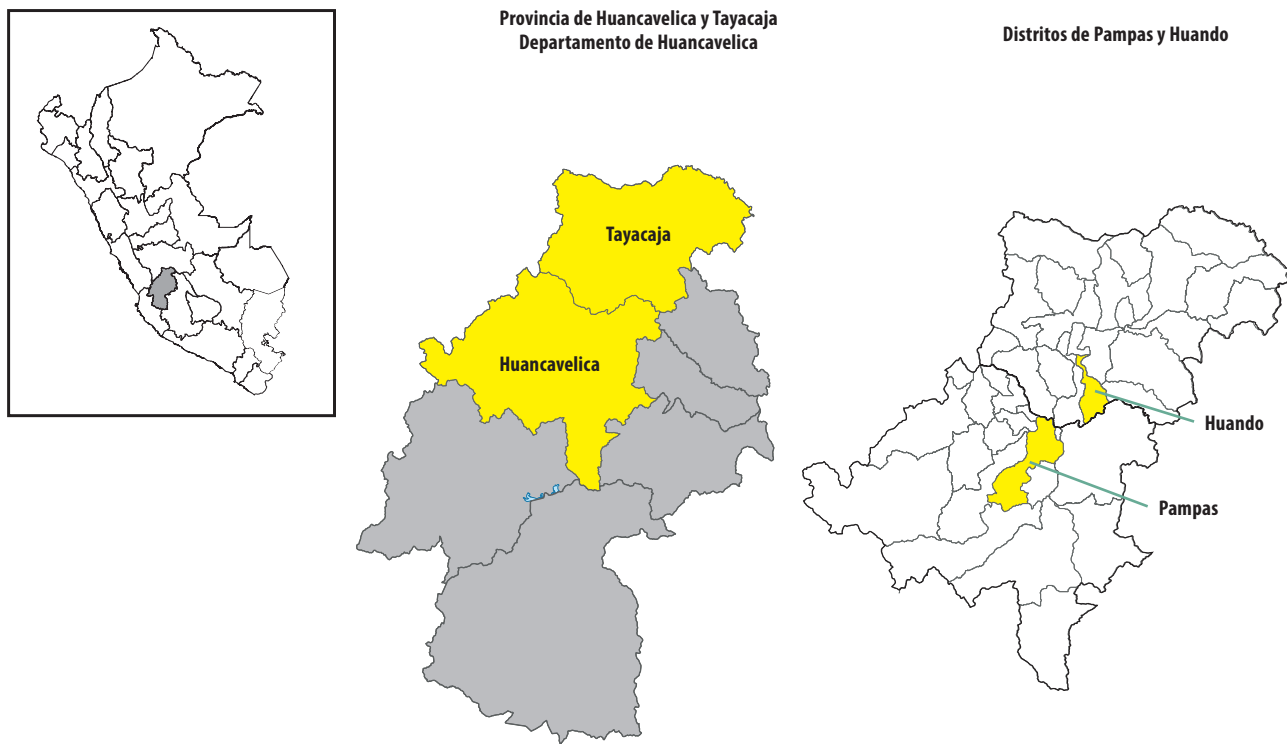 Provincia de Huancavelica y Tayacaja
Departamento de Huancavelica
Distritos de Pampas y Huando
Tayacaja
Huancavelica
Huando
Pampas